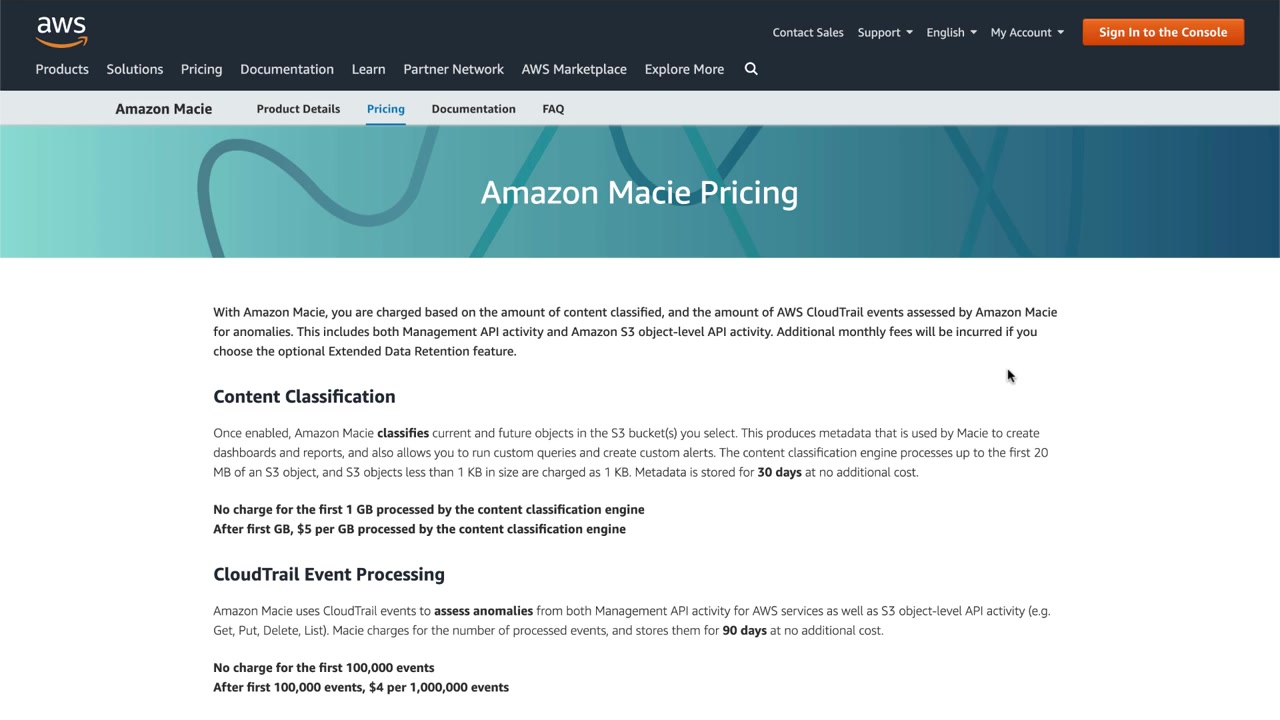 aws
Contact Sales Support English My Account Sign In to the Console
Products Solutions Pricing Documentation Learn Partner Network AWS Marketplace Explore More
Amazon Macie Product Details Pricing Documentation FAQ
Amazon Macie Pricing
With Amazon Macie, you are charged based on the amount of content classified, and the amount of AWS CloudTrail events assessed by Amazon Macie
for anomalies. This includes both Management API activity and Amazon S3 object-level API activity. Additional monthly fees will be incurred if you
choose the optional Extended Data Retention feature.
Content Classification
Once enabled, Amazon Macie classifies current and future objects in the S3 bucket(s) you select. This produces metadata that is used by Macie to create
dashboards and reports, and also allows you to run custom queries and create custom alerts. The content classification engine processes up to the first 20
MB of an S3 object, and S3 objects less than 1 KB in size are charged as 1 KB. Metadata is stored for 30 days at no additional cost.
No charge for the first 1 GB processed by the content classification engine
After first GB, $5 per GB processed by the content classification engine
CloudTrail Event Processing
Amazon Macie uses CloudTrail events to assess anomalies from both Management API activity for AWS services as well as S3 object-level API activity (e.g.
Get, Put, Delete, List). Macie charges for the number of processed events, and stores them for 90 days at no additional cost.
No charge for the first 100,000 events
After first 100,000 events, $4 per 1,000,000 events